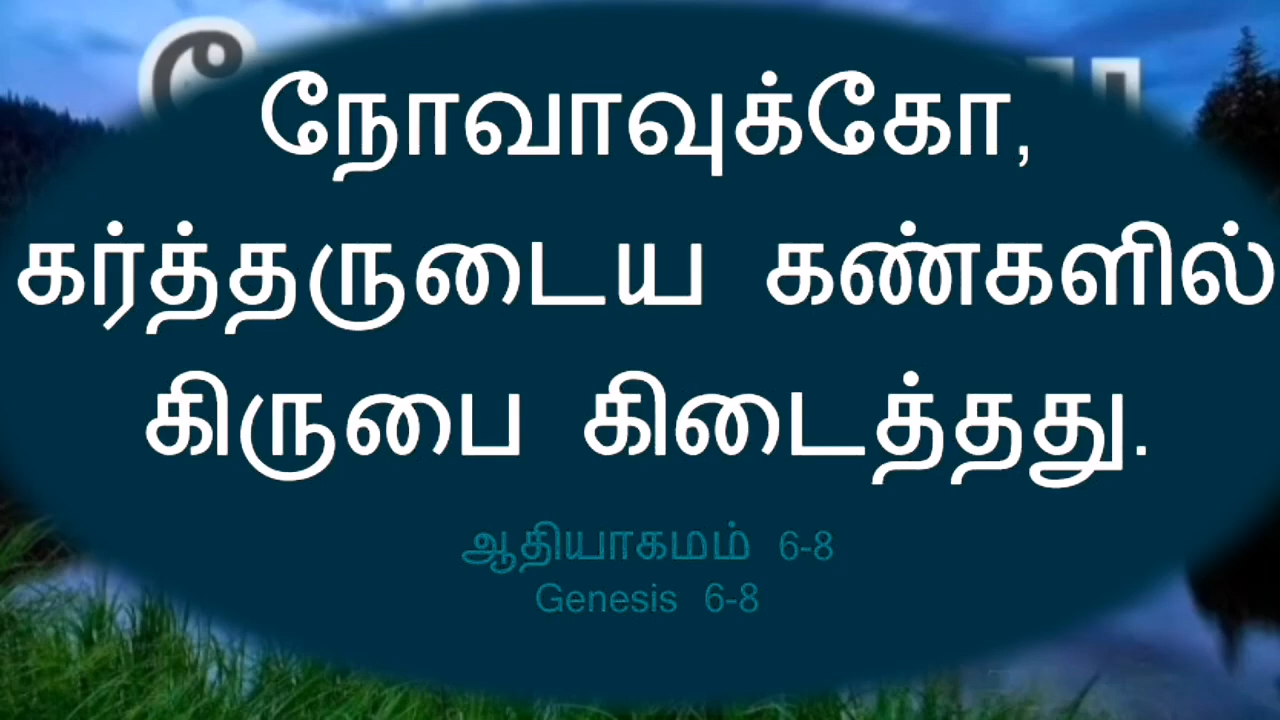 நோவாவுக்கோ,
கர்த்தருடைய கண்களில்
கிருபை கிடைத்தது.
ஆதியாகமம் 6-8
Genesis 6-8